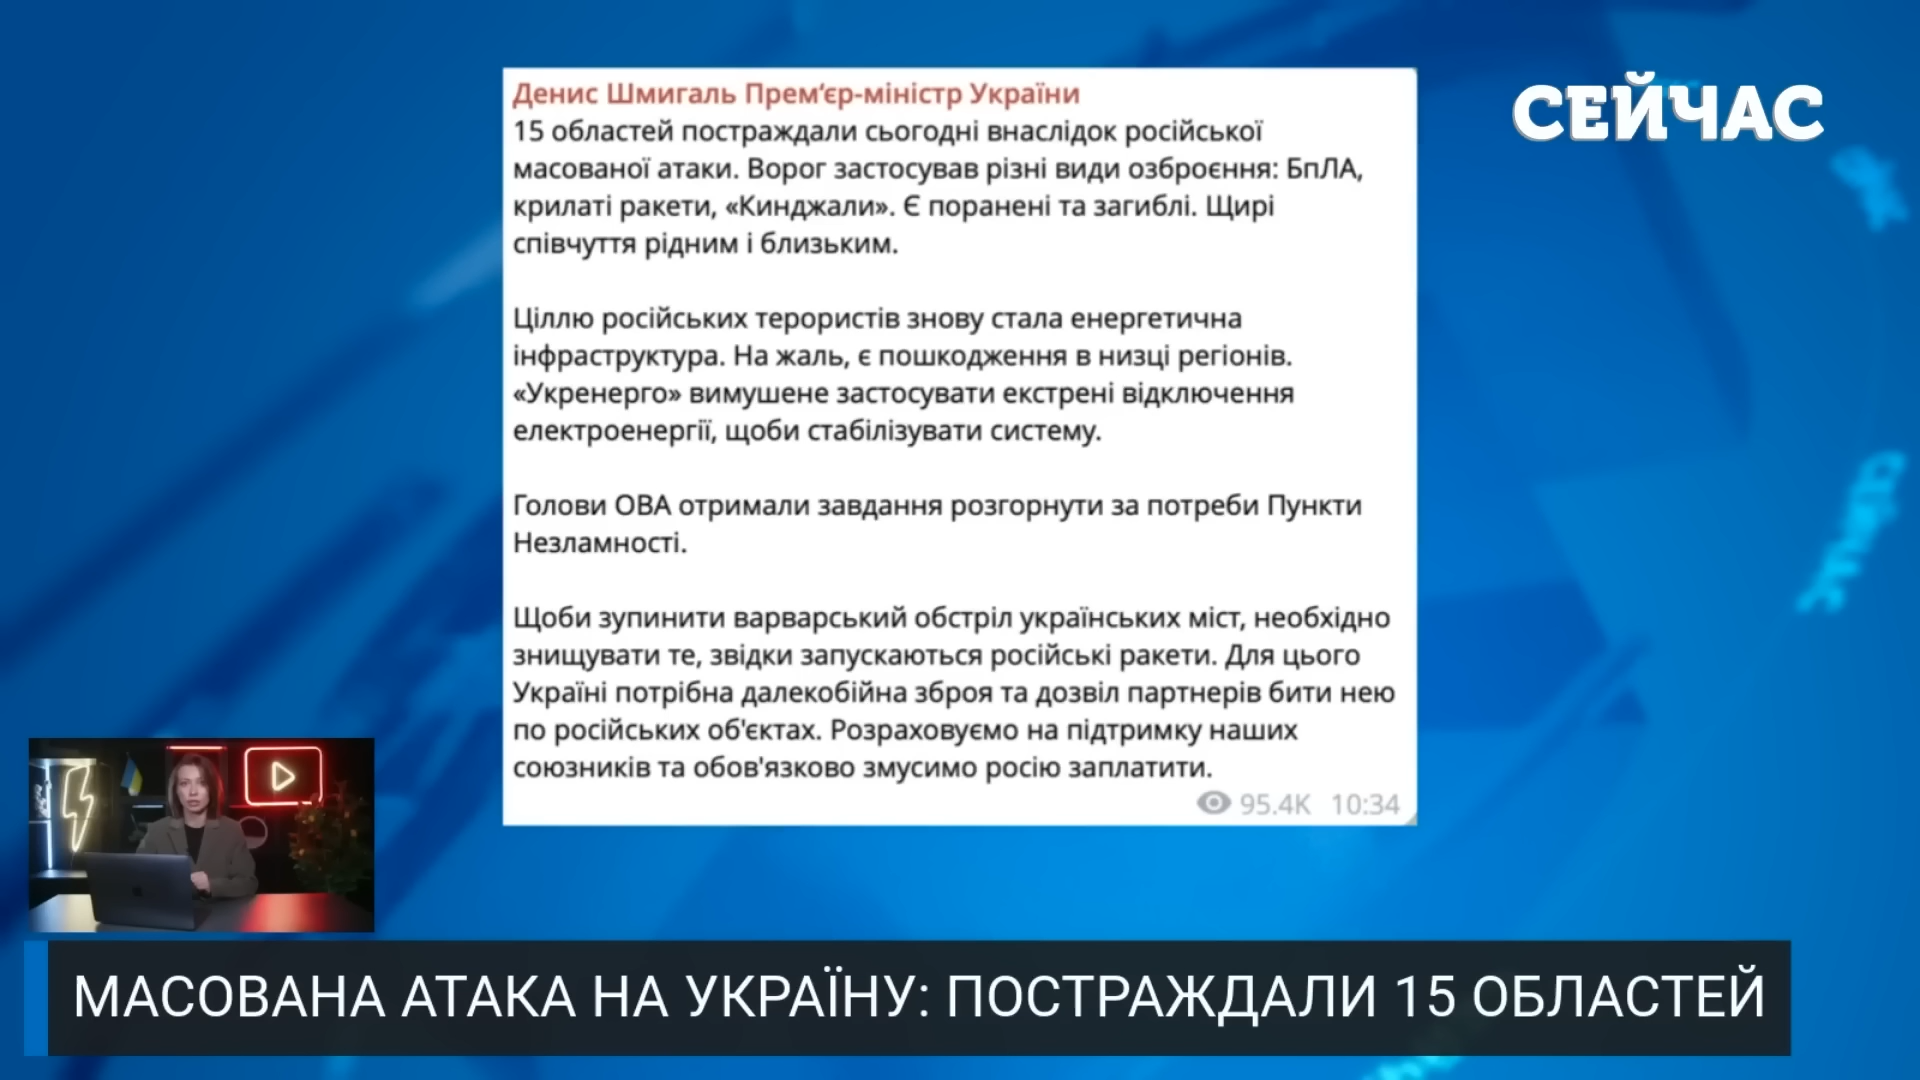 Денис Шмигаль Прем‘єр-міністр України
15 областей постраждали сьогодні внаслідок російської
масованої атаки. Ворог застосував різні види озброєння: БпЛА,
крилаті ракети, «Кинджали». Є поранені та загиблі. Щирі
співчуття рідним і близьким.
Ціллю російських терористів знову стала енергетична
інфраструктура. На жаль, є пошкодження в низці регіонів.
«Укренерго» вимушене застосувати екстрені відключення
електроенергії, щоби стабілізувати систему.
Голови ОВА отримали завдання розгорнути за потреби Пункти
Незламності.
Щоби зупинити варварський обстріл українських міст, необхідно
знищувати те, звідки запускаються російські ракети. Для цього
Україні потрібна далекобійна зброя та дозвіл партнерів бити нею
по російських об'єктах. Розраховуємо на підтримку наших
союзників та обов'язково змусимо росію заплатити.
95.4K 10:34
СЕЙЧАС
МАСОВАНА АТАКА НА УКРАЇНУ: ПОСТРАЖДАЛИ 15 ОБЛАСТЕЙ